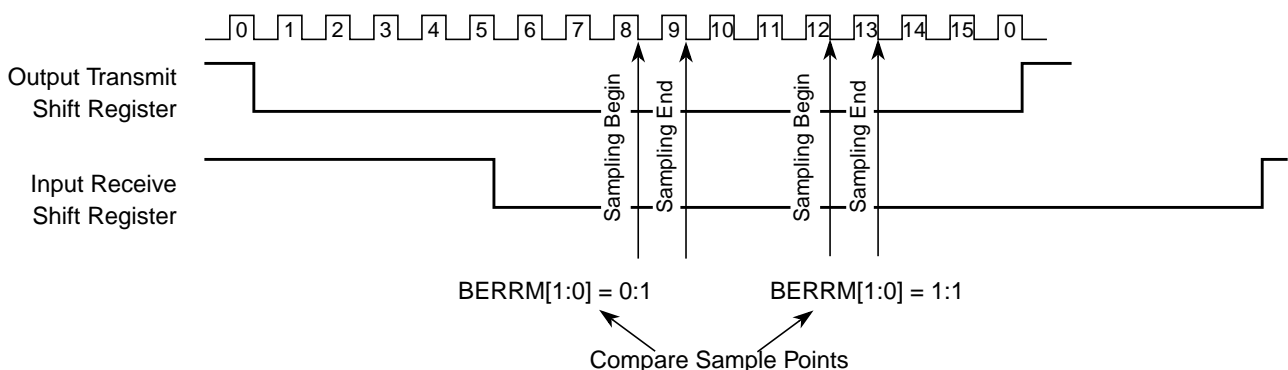 0 1 2 3 4 5 6 7 8 9 10 11 12 13 14 15 0
Output Transmit
Shift Register
Input Receive
Shift Register
Sampling Begin
Sampling End
Sampling Begin
Sampling End
BERRM[1:0] = 0:1
BERRM[1:0] = 1:1
Compare Sample Points